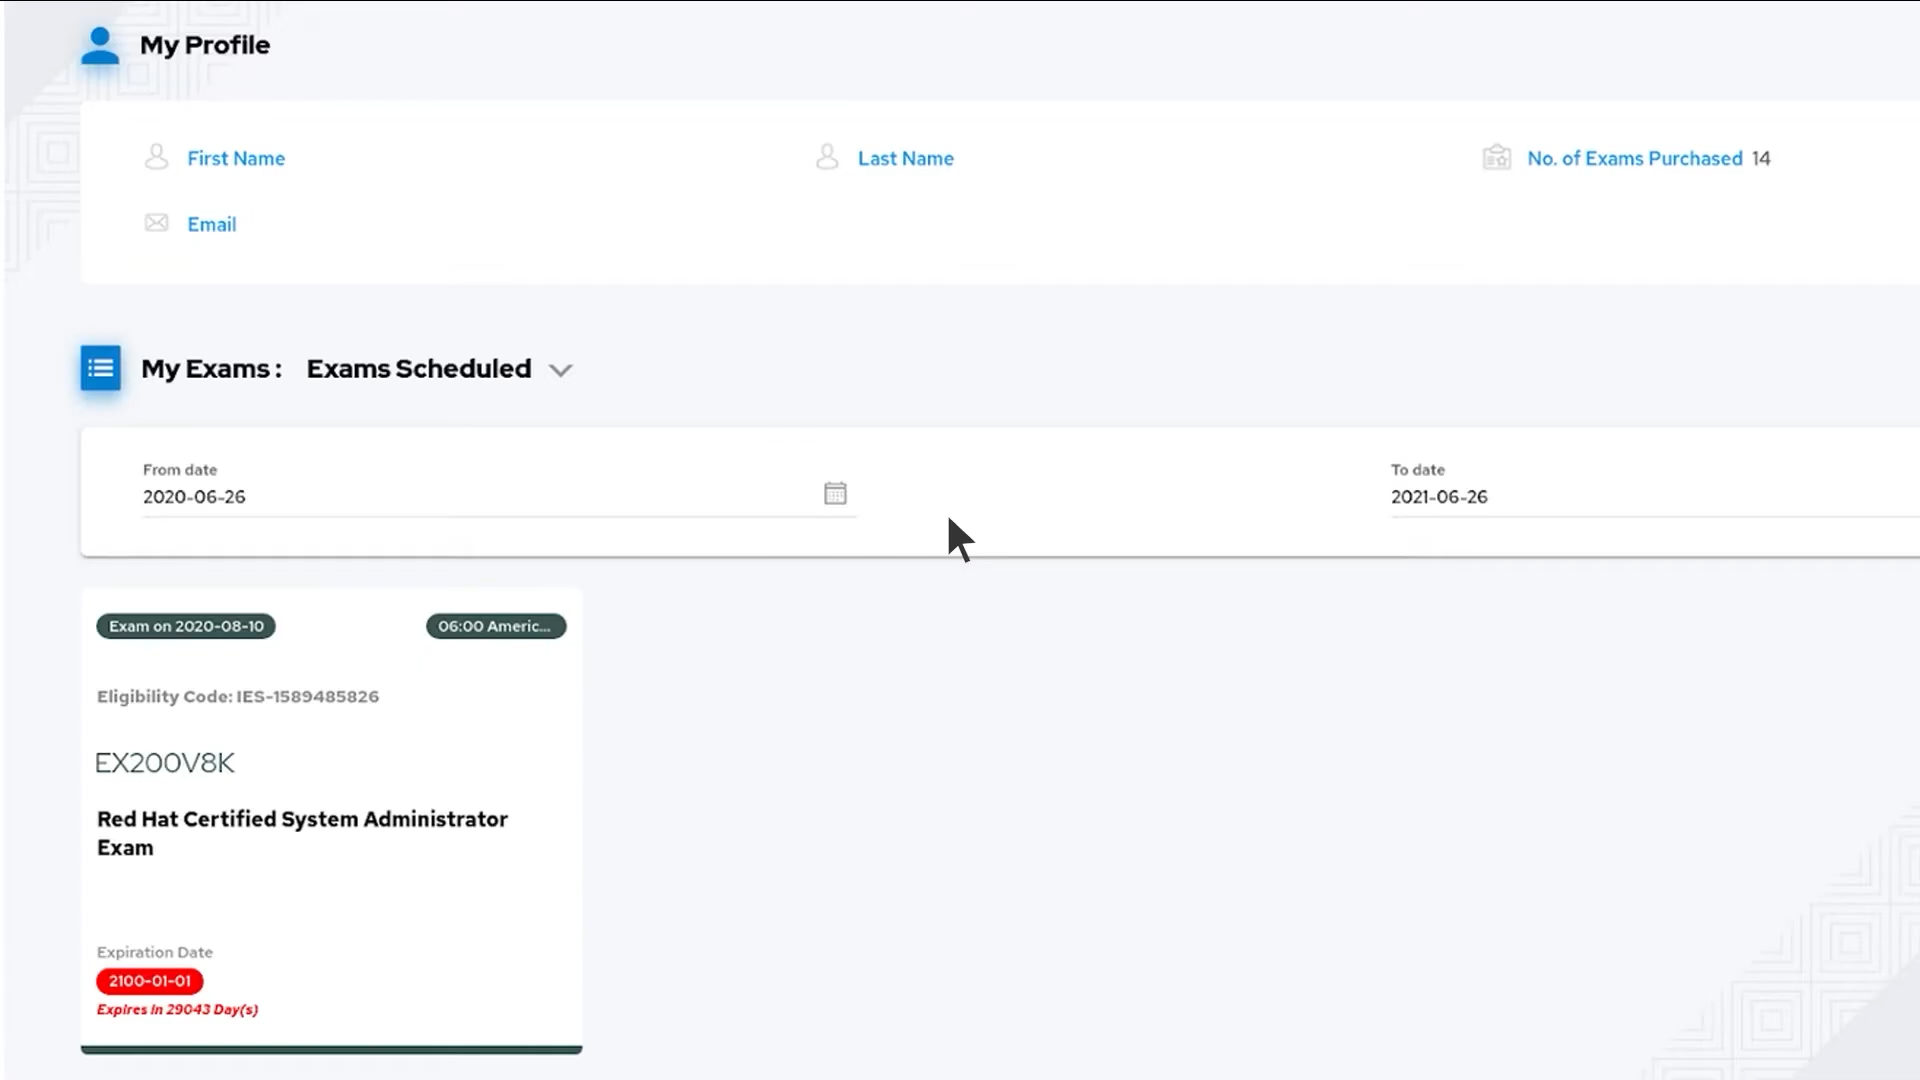 My Profile
First Name
Last Name
No. of Exams Purchased 14
Email
My Exams: Exams Scheduled
From date
2020-06-26
To date
2021-06-26
Exam on 2020-08-10
06:00 Americ...
Eligibility Code: IES-1589485826
EX200V8K
Red Hat Certified System Administrator
Exam
Expiration Date
2100-01-01
Expires in 29043 Day(s)